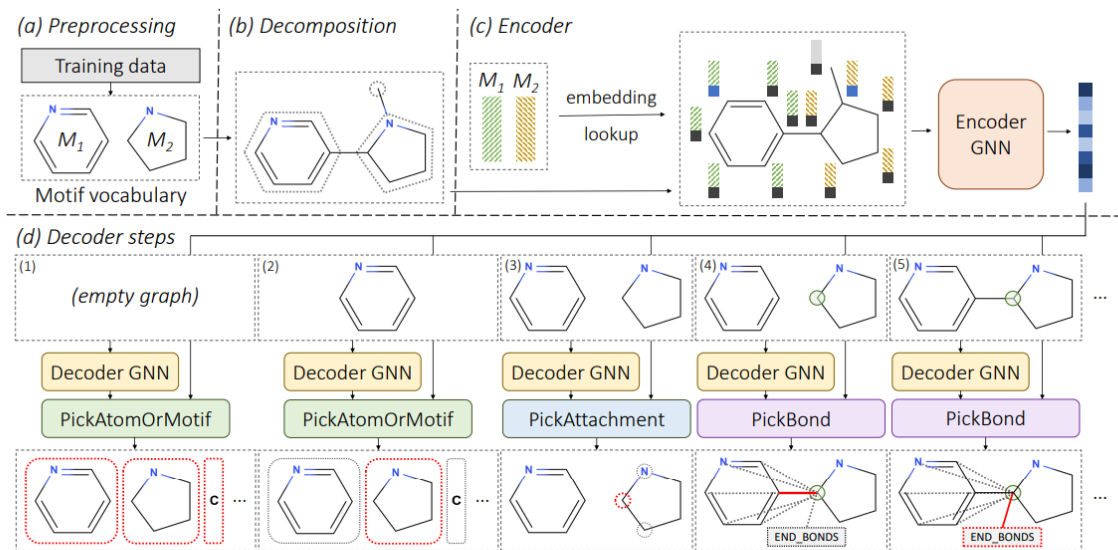 (a) Preprocessing
Training data
N
N
M1
M2
Motif vocabulary
(b) Decomposition
N
N
(c) Encoder
M1 M2
embedding
lookup
Encoder
GNN
(d) Decoder steps
(1)
(empty graph)
(2)
N
(3)
N
N
(4)
N
N
(5)
N
N
...
Decoder GNN
Decoder GNN
Decoder GNN
Decoder GNN
Decoder GNN
PickAtomOrMotif
PickAtomOrMotif
PickAttachment
PickBond
PickBond
N
N
C
...
N
N
C
...
N
N
N
N
END_BONDS
N
N
END_BONDS
...